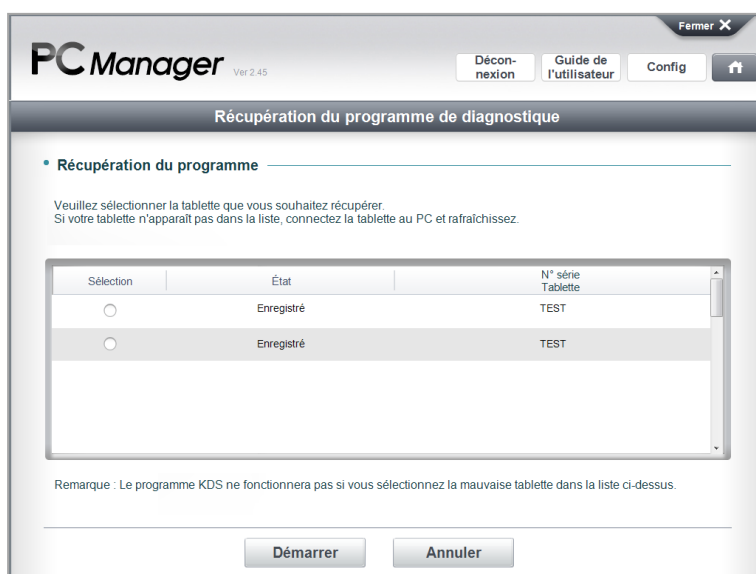 Fermer X
PC Manager Ver 2.45
Décon-
nexion
Guide de
l'utilisateur
Config
Récupération du programme de diagnostique
• Récupération du programme
Veuillez sélectionner la tablette que vous souhaitez récupérer.
Si votre tablette n'apparaît pas dans la liste, connectez la tablette au PC et rafraîchissez.
Sélection État N° série
Tablette
Enregistré TEST
Enregistré TEST
Remarque : Le programme KDS ne fonctionnera pas si vous sélectionnez la mauvaise tablette dans la liste ci-dessus.
Démarrer Annuler